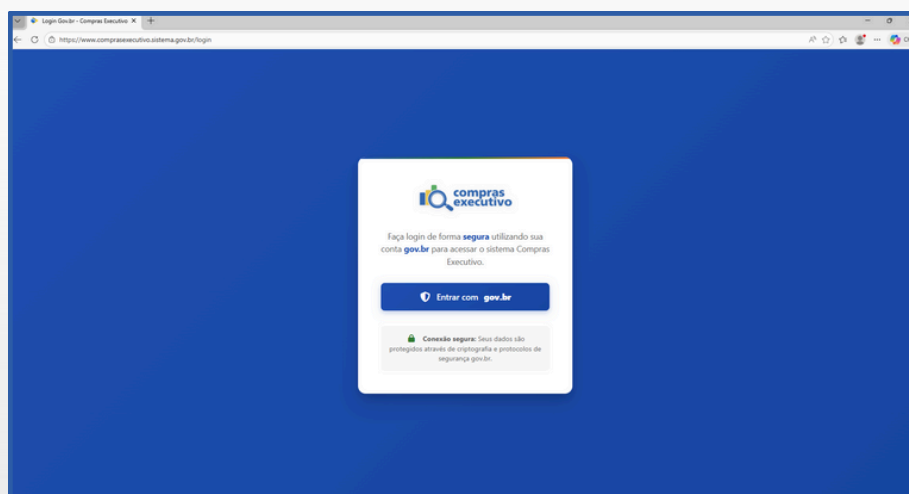 Login Gov.br - Compras Executivo
https://www.comprasexecutivo.sistema.gov.br/login
compras
executivo
Faça login de forma segura utilizando sua
conta gov.br para acessar o sistema Compras
Executivo.
Entrar com gov.br
Conexão segura: Seus dados são
protegidos através de criptografia e protocolos de
segurança gov.br.